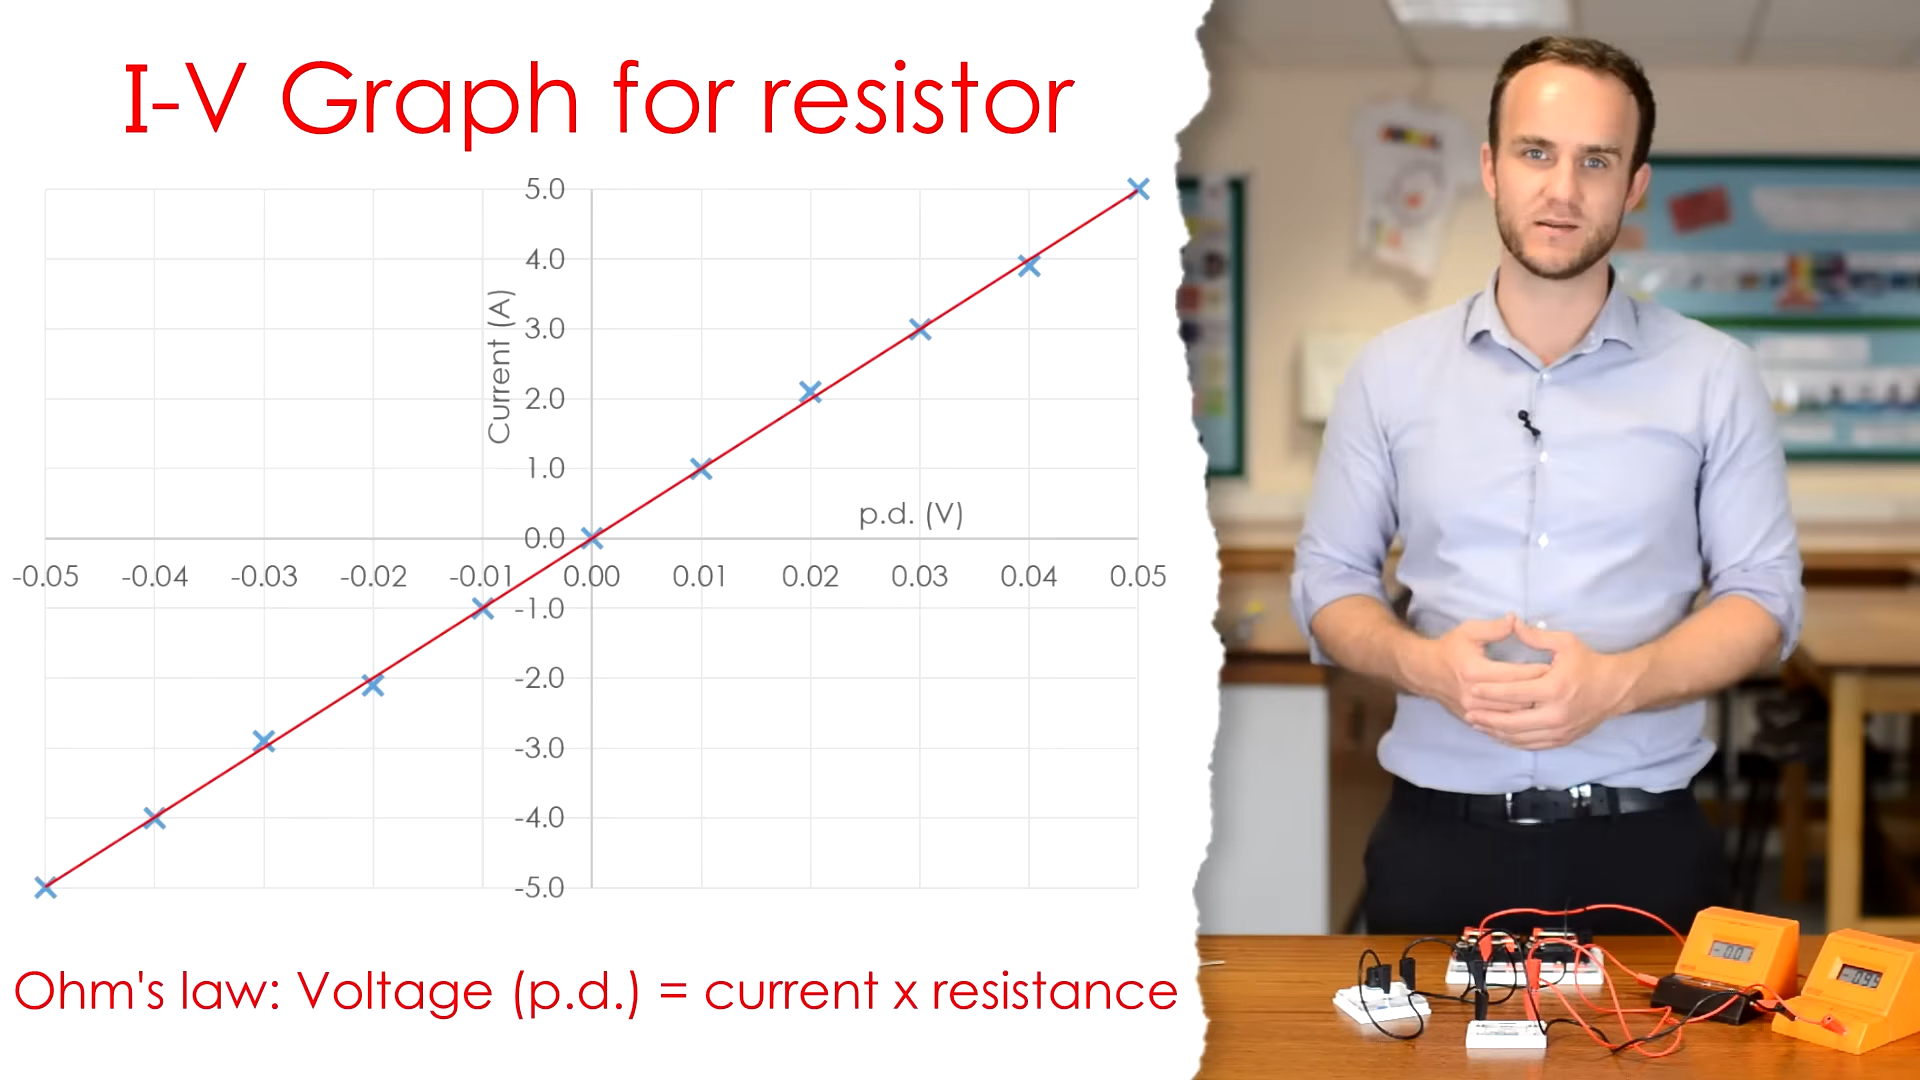 I-V Graph for resistor
5.0
4.0
3.0
2.0
1.0
0.0
-1.0
-2.0
-3.0
-4.0
-5.0
Current (A)
p.d. (V)
-0.05 -0.04 -0.03 -0.02 -0.01 0.00 0.01 0.02 0.03 0.04 0.05
Ohm's law: Voltage (p.d.) = current x resistance
-0.01